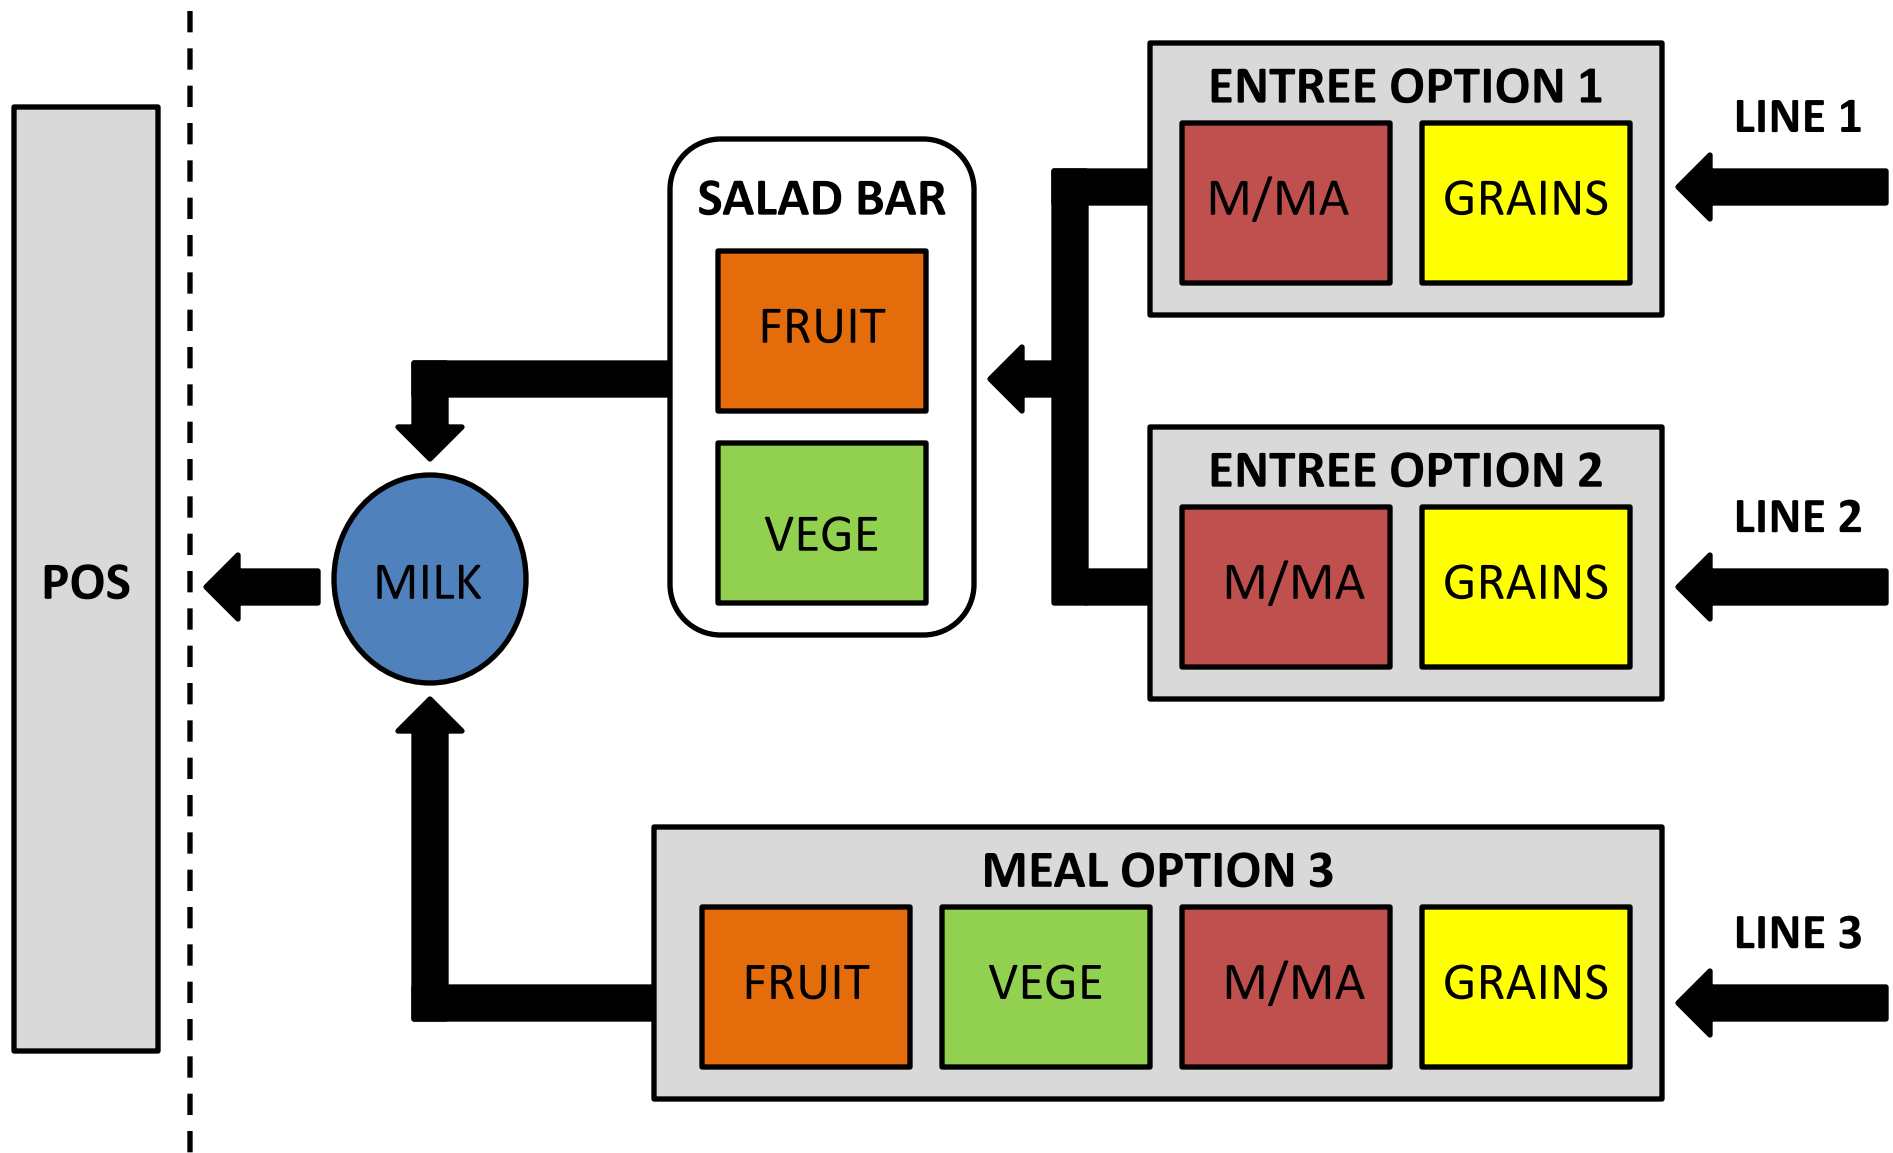 ENTREE OPTION 1
M/MA
GRAINS
LINE 1
SALAD BAR
FRUIT
VEGE
ENTREE OPTION 2
M/MA
GRAINS
LINE 2
POS
MILK
MEAL OPTION 3
FRUIT
VEGE
M/MA
GRAINS
LINE 3